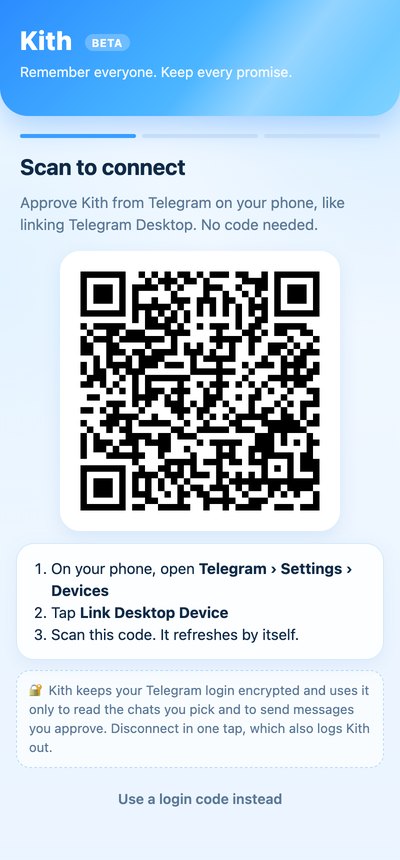 Kith BETA
Remember everyone. Keep every promise.
Scan to connect
Approve Kith from Telegram on your phone, like
linking Telegram Desktop. No code needed.
1. On your phone, open Telegram › Settings ›
Devices
2. Tap Link Desktop Device
3. Scan this code. It refreshes by itself.
🔐 Kith keeps your Telegram login encrypted and uses it
only to read the chats you pick and to send messages
you approve. Disconnect in one tap, which also logs Kith
out.
Use a login code instead